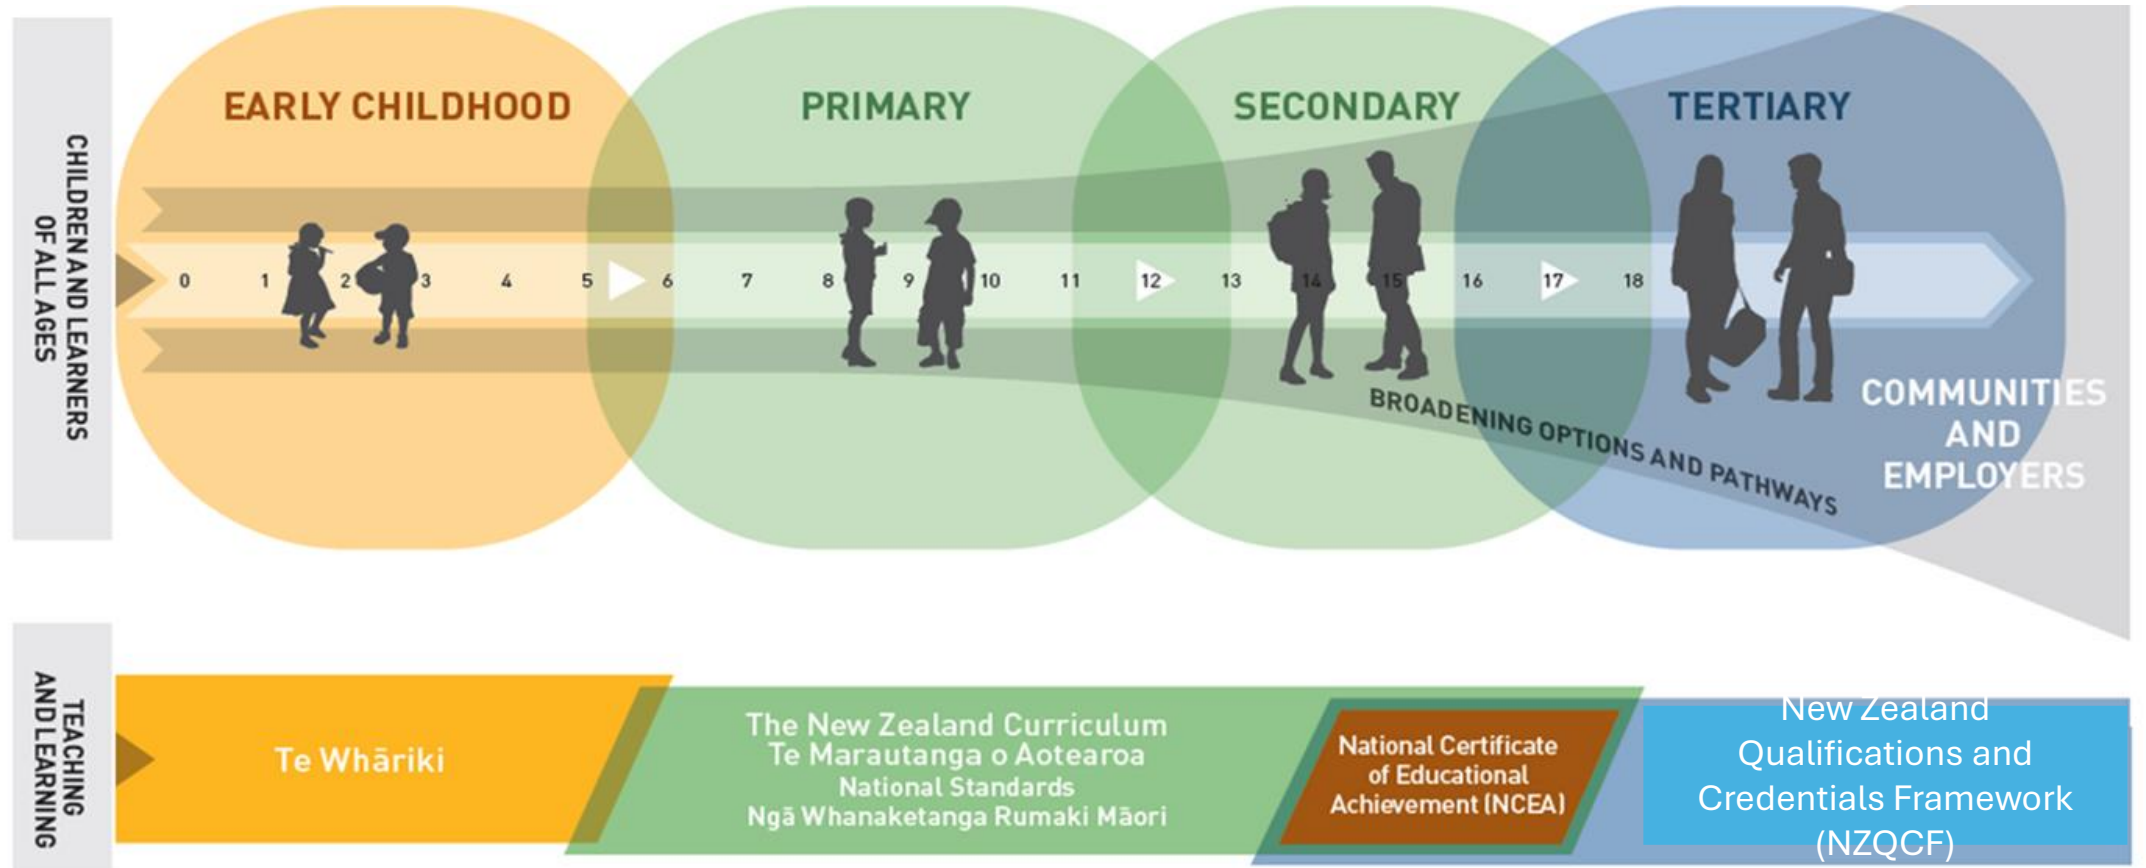 CHILDREN AND LEARNERS
OF ALL AGES
EARLY CHILDHOOD
PRIMARY
SECONDARY
TERTIARY
0 1 2 3 4 5 6 7 8 9 10 11 12 13 14 15 16 17 18
BROADENING OPTIONS AND PATHWAYS
COMMUNITIES
AND
EMPLOYERS
TEACHING
AND LEARNING
Te Whāriki
The New Zealand Curriculum
Te Marautanga o Aotearoa
National Standards
Ngā Whanaketanga Rumaki Māori
National Certificate
of Educational
Achievement (NCEA)
New Zealand
Qualifications and
Credentials Framework
(NZQCF)